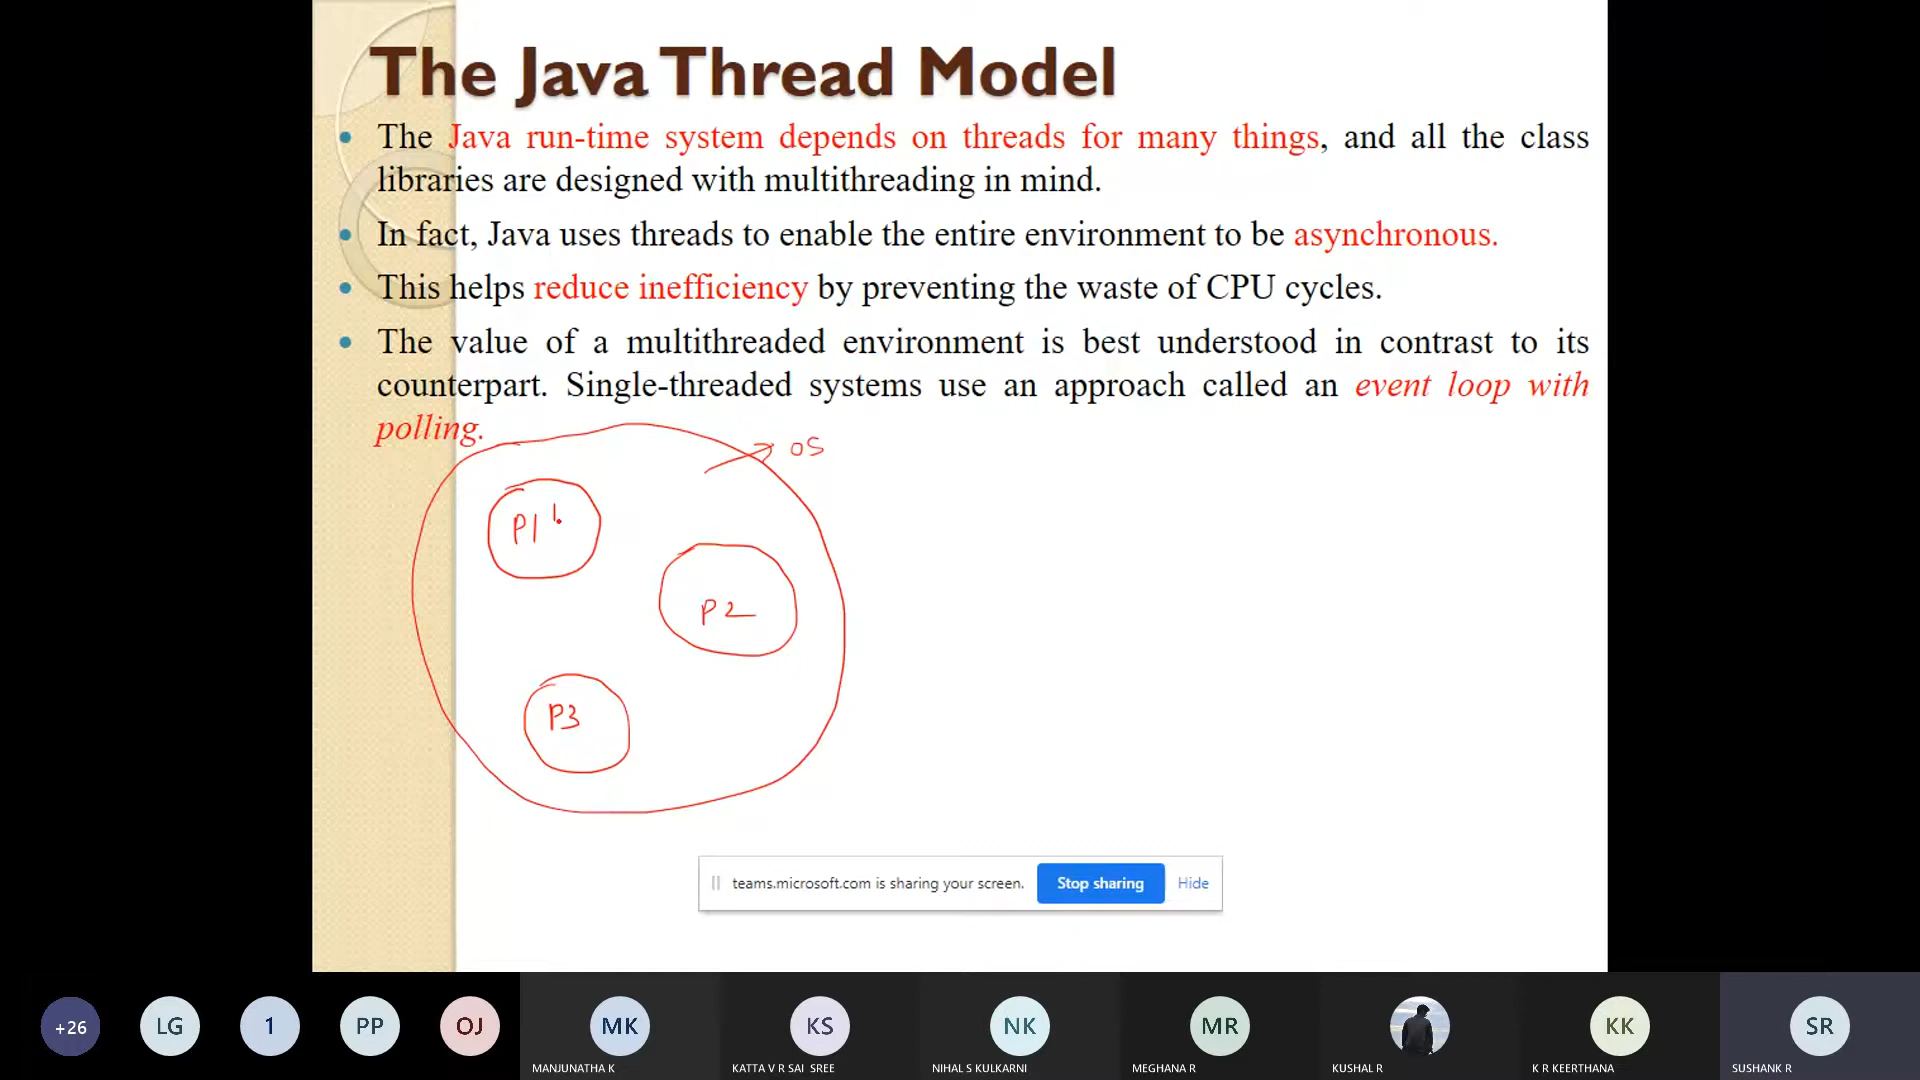 The Java Thread Model
The Java run-time system depends on threads for many things, and all the class
libraries are designed with multithreading in mind.
In fact, Java uses threads to enable the entire environment to be asynchronous.
This helps reduce inefficiency by preventing the waste of CPU cycles.
The value of a multithreaded environment is best understood in contrast to its
counterpart. Single-threaded systems use an approach called an event loop with
polling.
OS
P1
P2
P3
teams.microsoft.com is sharing your screen. Stop sharing Hide
+26 LG 1 PP OJ MK KS NK MR KK SR
MANJUNATHA K KATTA V R SAI SREE NIHAL S KULKARNI MEGHANA R KUSHAL R K R KEERTHANA SUSHANK R